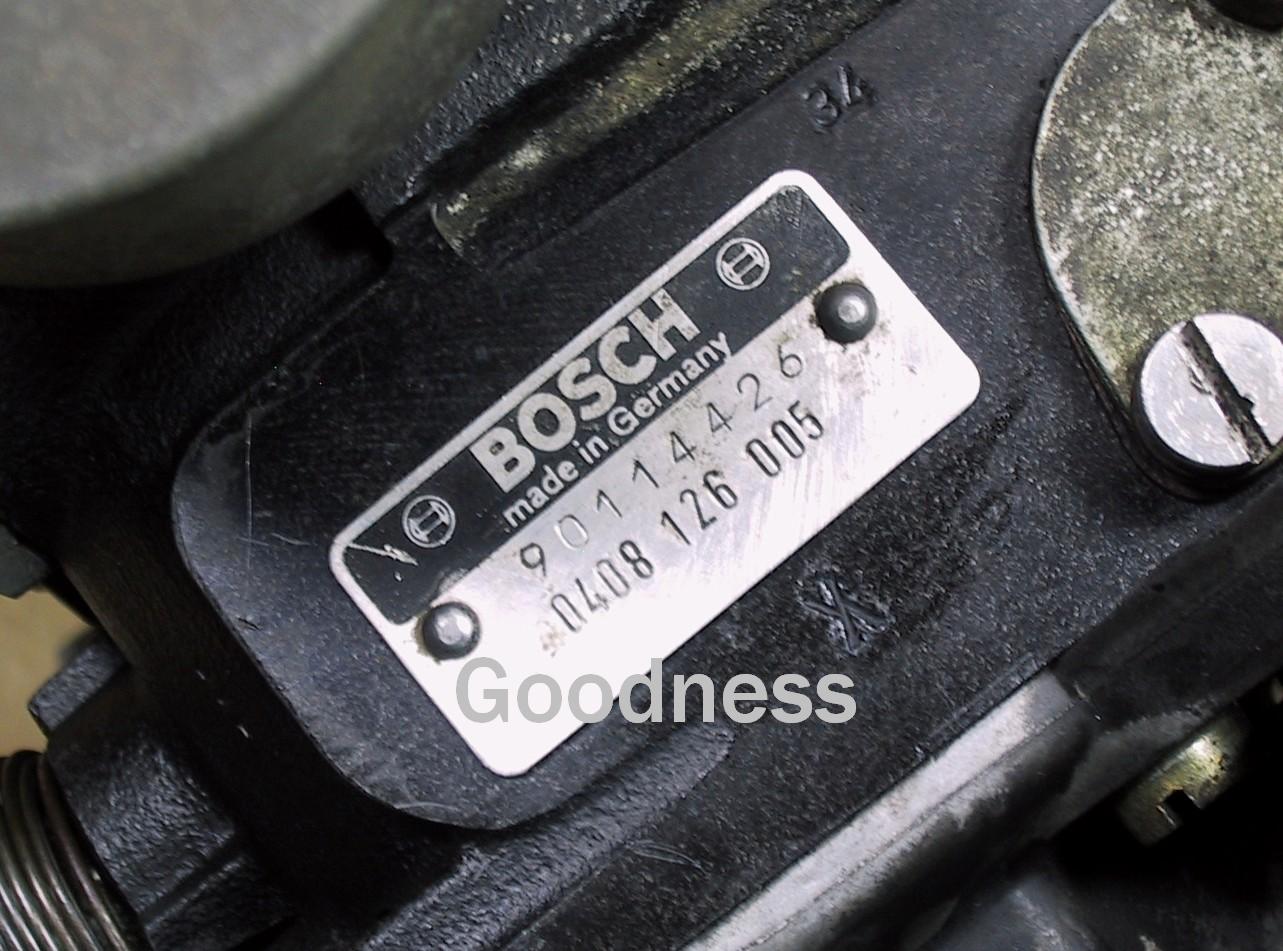 34
BOSCH
made in Germany
90114426
0408 126 005
X
Goodness